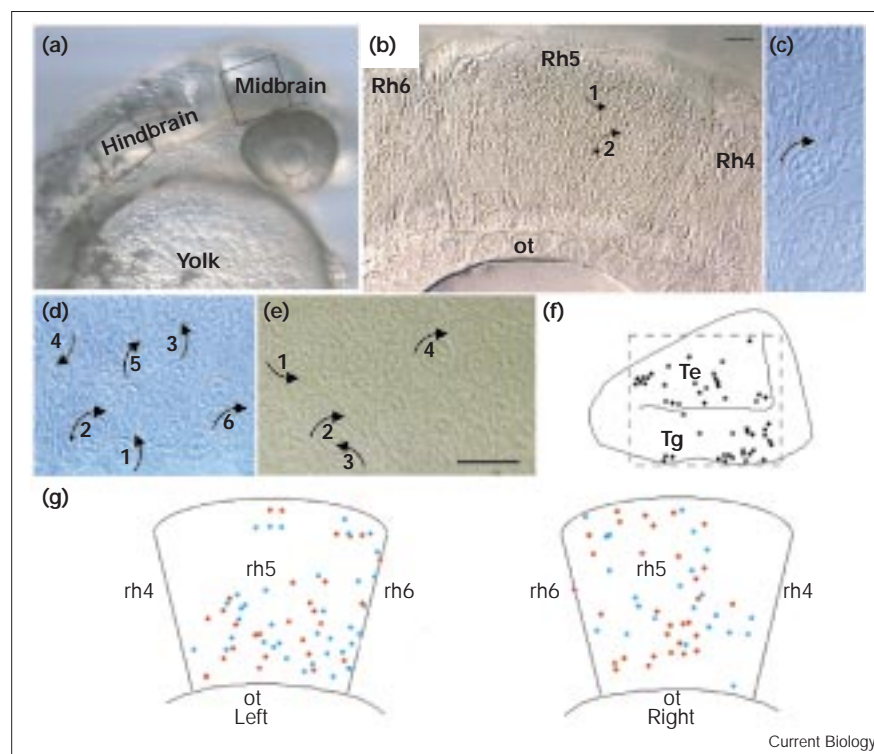 (a)
Midbrain
Hindbrain
Yolk
(b)
Rh5
Rh6
1
2
Rh4
ot
(c)
(d)
4
5
3
2
6
1
(e)
4
1
2
3
(f)
Te
Tg
(g)
rh4
rh5
rh6
ot
Left
rh6
rh5
rh4
ot
Right
Current Biology